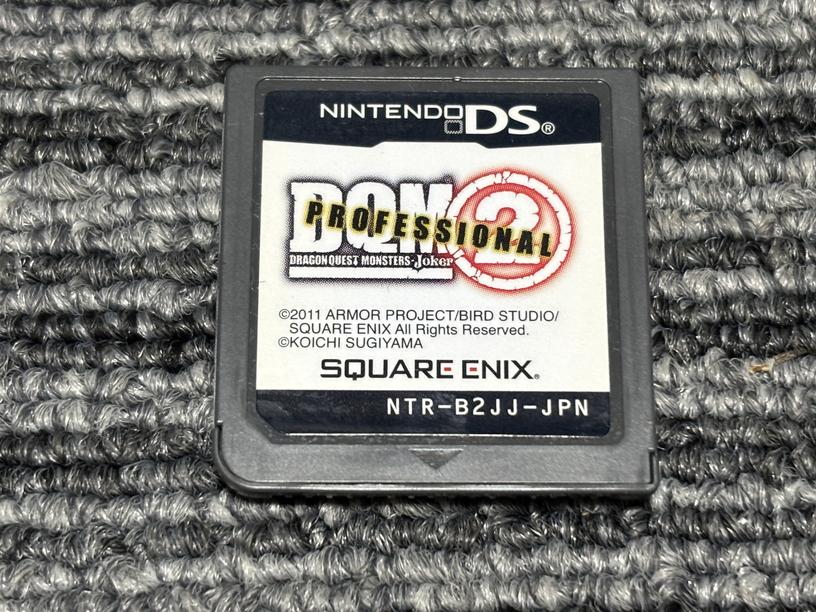 NINTENDO DS®
DQM 2
PROFESSIONAL
DRAGON QUEST MONSTERS-Joker
©2011 ARMOR PROJECT/BIRD STUDIO/
SQUARE ENIX All Rights Reserved.
©KOICHI SUGIYAMA
SQUARE ENIX®
NTR-B2JJ-JPN